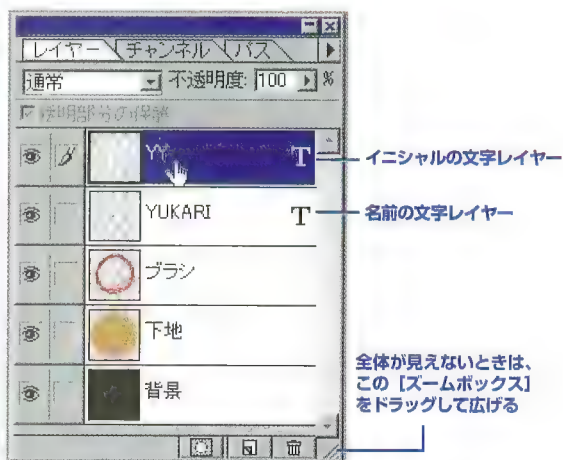 レイヤー チャンネル パス
通常 不透明度: 100 %
透明部分の保護
T
イニシャルの文字レイヤー
YUKARI T
名前の文字レイヤー
ブラシ
下地
背景
全体が見えないときは、
この［ズームボックス］
をドラッグして広げる